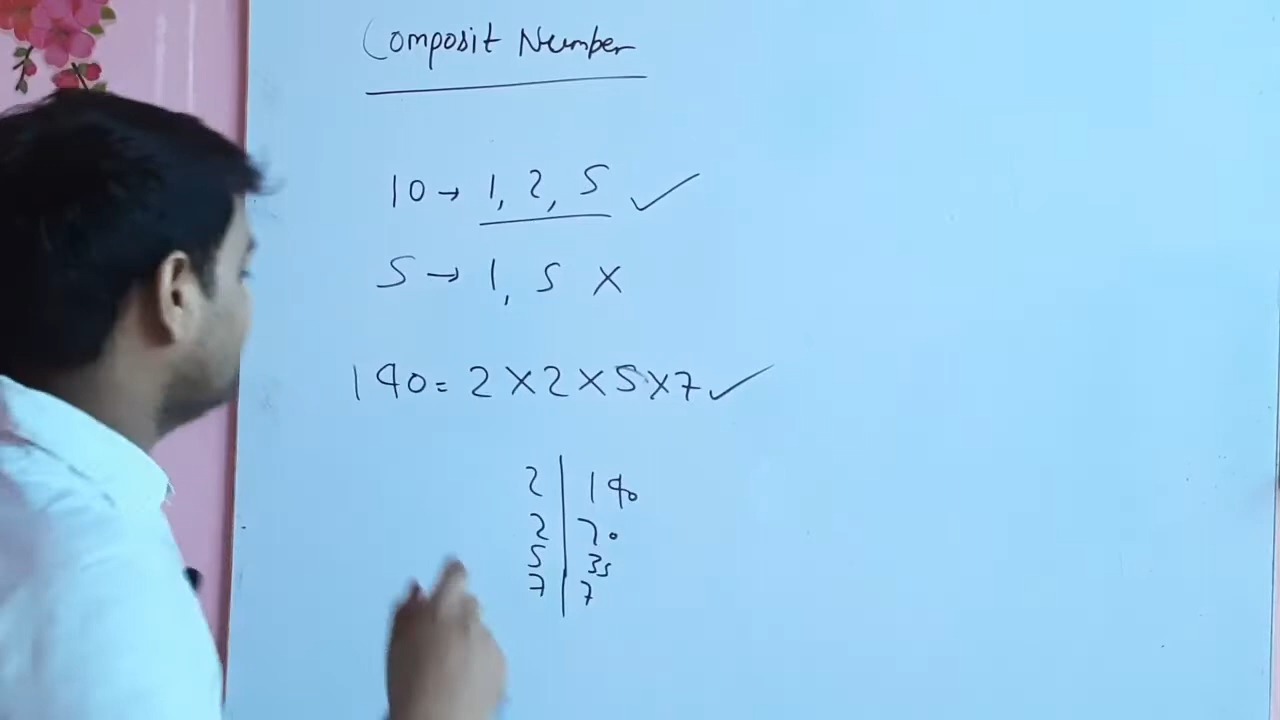 Composit Number
10 → 1, 2, 5 ✓
5 → 1, 5 X
140 = 2 X 2 X 5 X 7 ✓
2 | 140
2 | 70
5 | 35
7 | 7